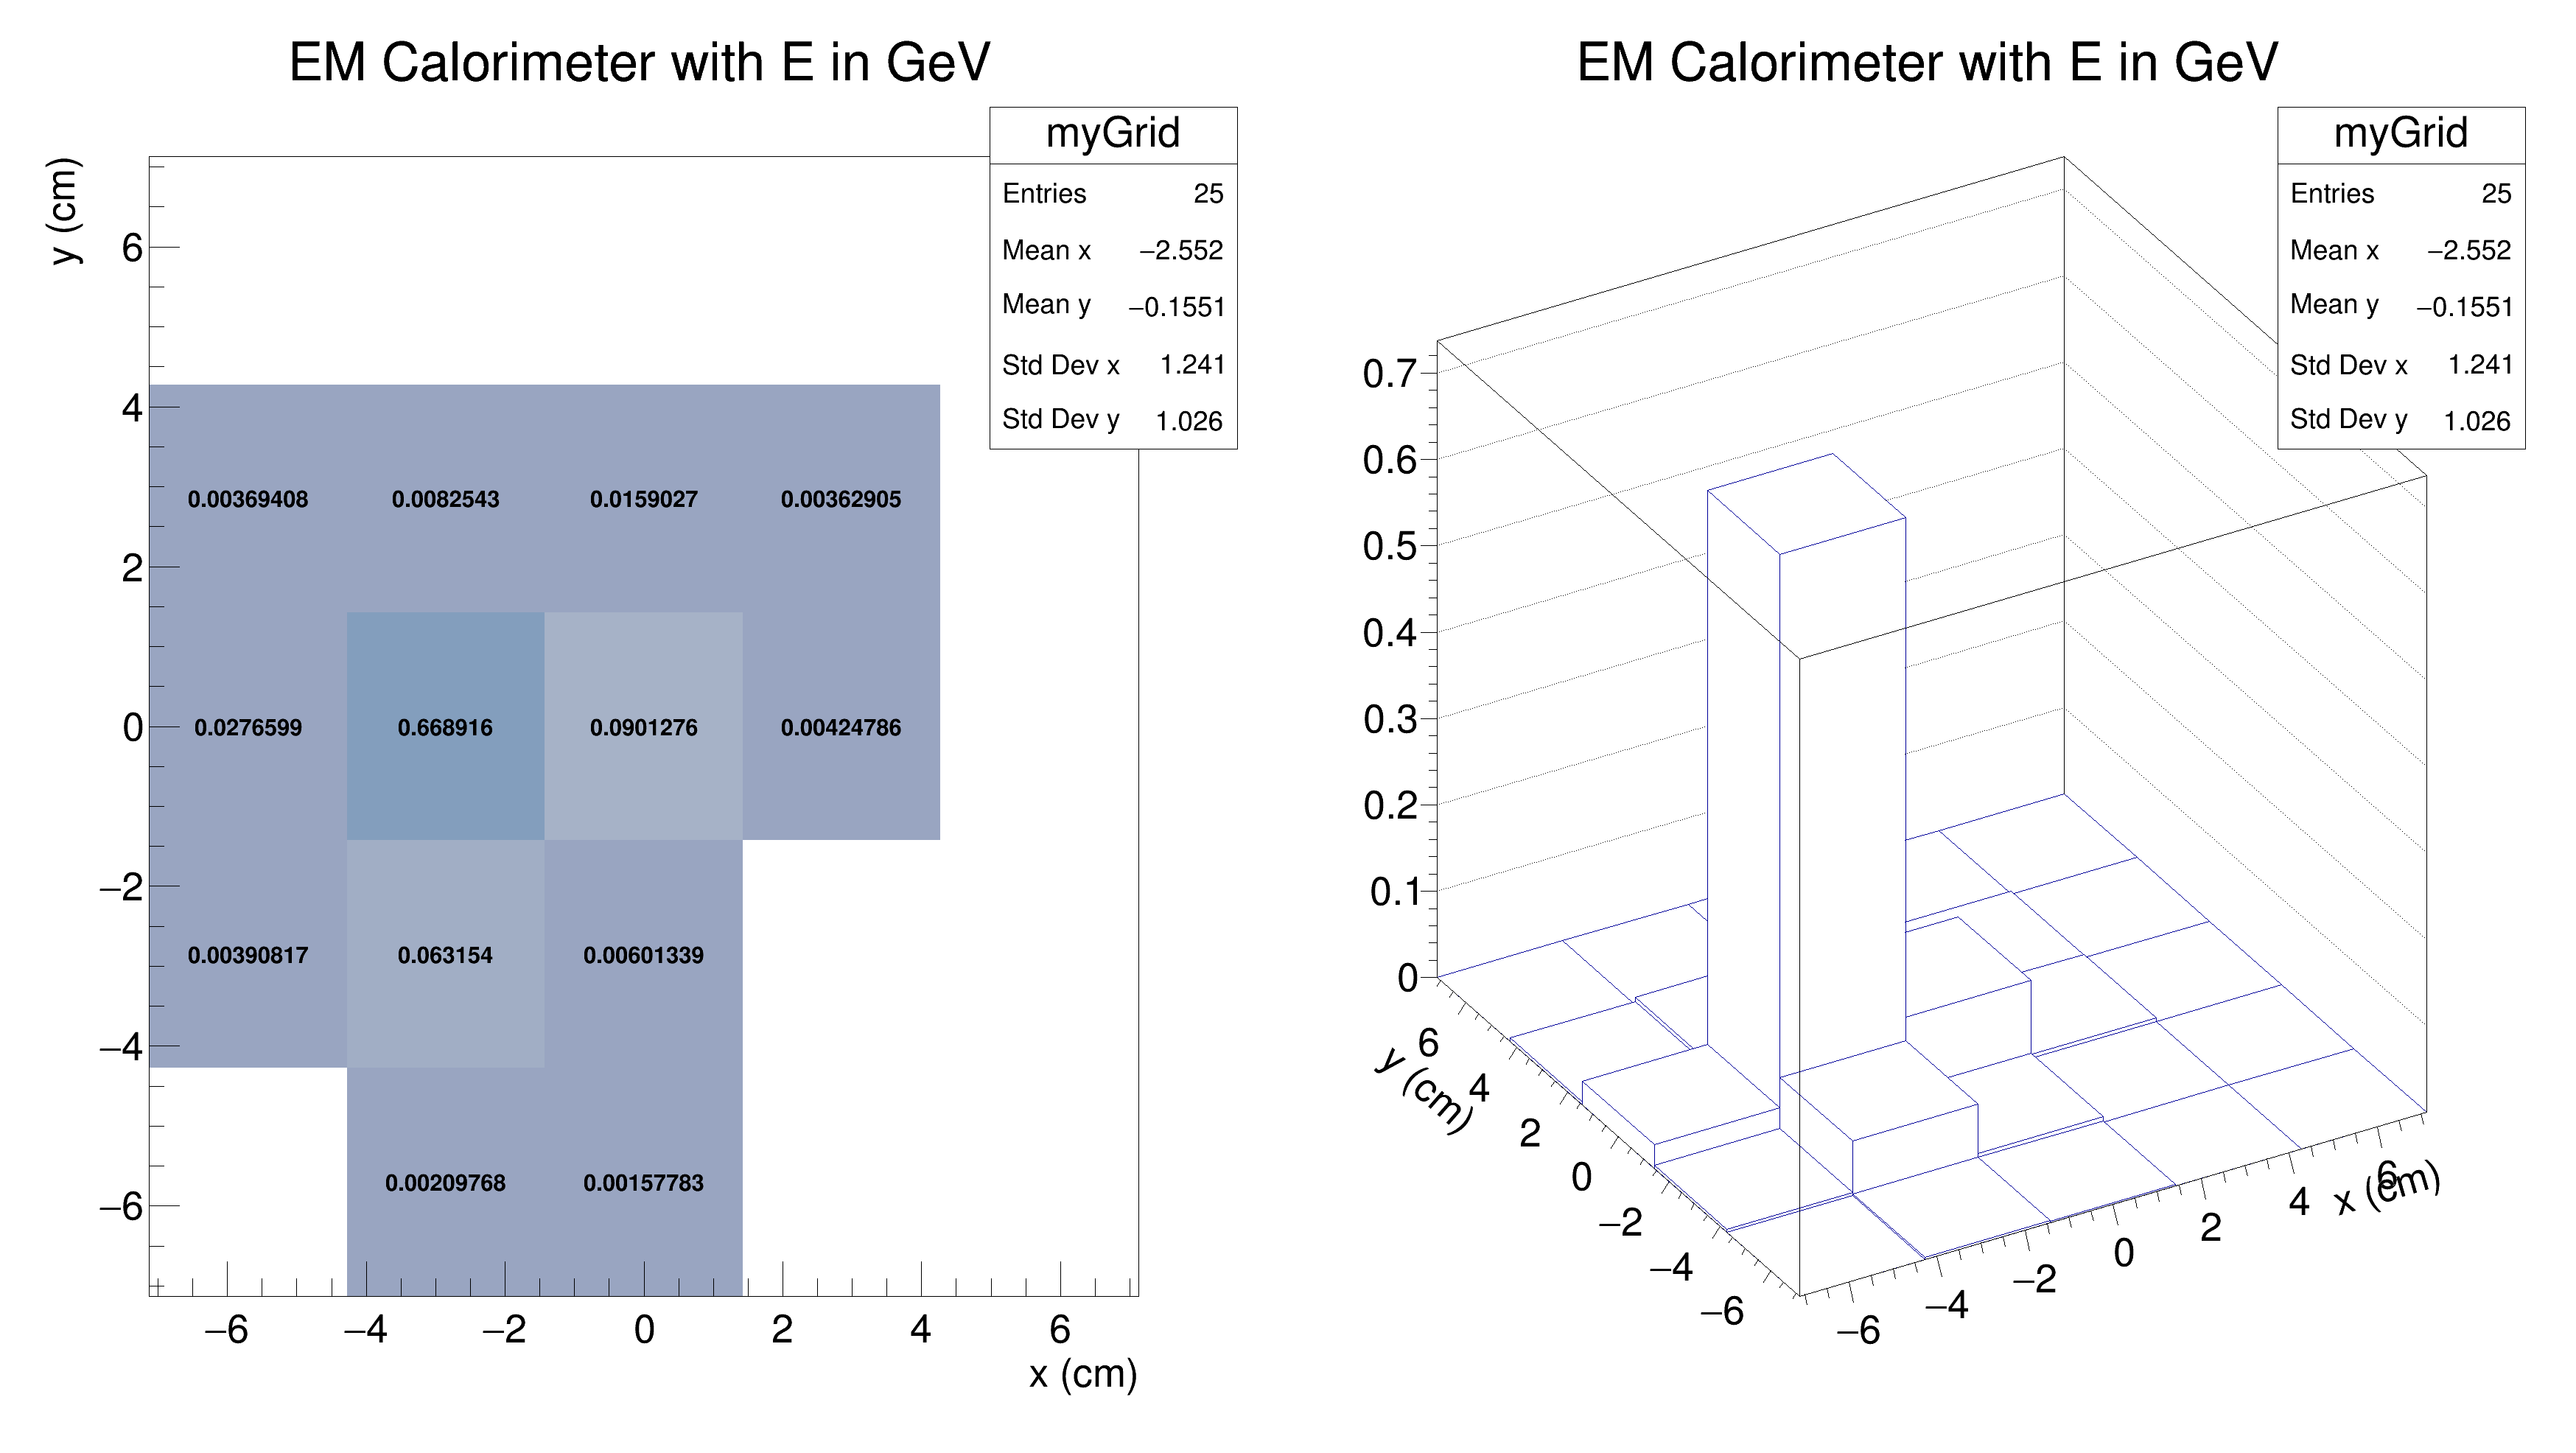 EM Calorimeter with E in GeV
myGrid
Entries 25
Mean x −2.552
Mean y −0.1551
Std Dev x 1.241
Std Dev y 1.026
y (cm)
6
4
2
0
−2
−4
−6
0.00369408 0.0082543 0.0159027 0.00362905
0.0276599 0.668916 0.0901276 0.00424786
0.00390817 0.063154 0.00601339
0.00209768 0.00157783
−6 −4 −2 0 2 4 6
x (cm)
EM Calorimeter with E in GeV
myGrid
Entries 25
Mean x −2.552
Mean y −0.1551
Std Dev x 1.241
Std Dev y 1.026
0.7
0.6
0.5
0.4
0.3
0.2
0.1
0
y (cm)
6
4
2
0
−2
−4
−6
−6 −4 −2 0 2 4 6
x (cm)